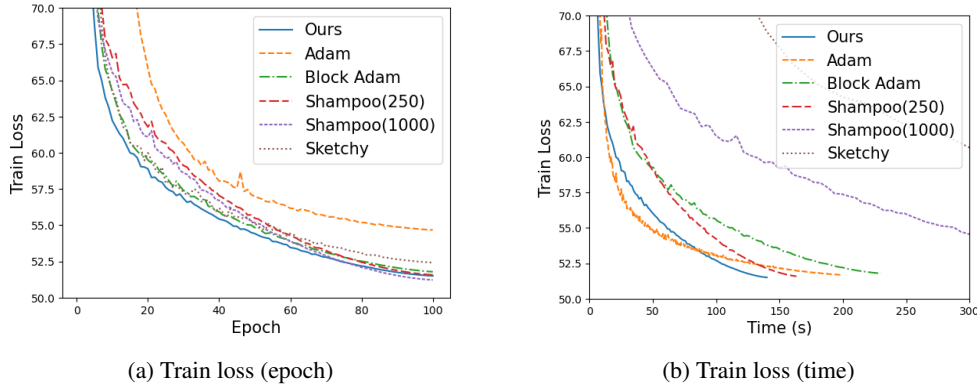 70.0
67.5
65.0
62.5
60.0
57.5
55.0
52.5
50.0
Train Loss
0 20 40 60 80 100
Epoch
Ours
Adam
Block Adam
Shampoo(250)
Shampoo(1000)
Sketchy
(a) Train loss (epoch)
70.0
67.5
65.0
62.5
60.0
57.5
55.0
52.5
50.0
Train Loss
0 50 100 150 200 250 300
Time (s)
Ours
Adam
Block Adam
Shampoo(250)
Shampoo(1000)
Sketchy
(b) Train loss (time)